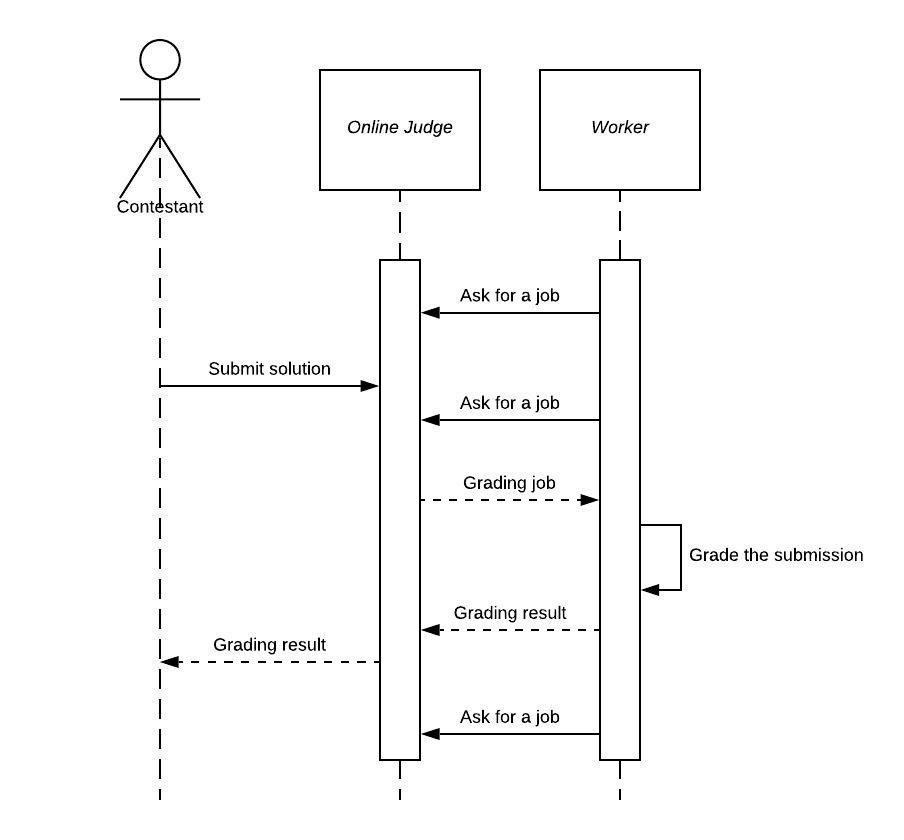 Online Judge
Worker
Contestant
Ask for a job
Submit solution
Ask for a job
Grading job
Grade the submission
Grading result
Grading result
Ask for a job